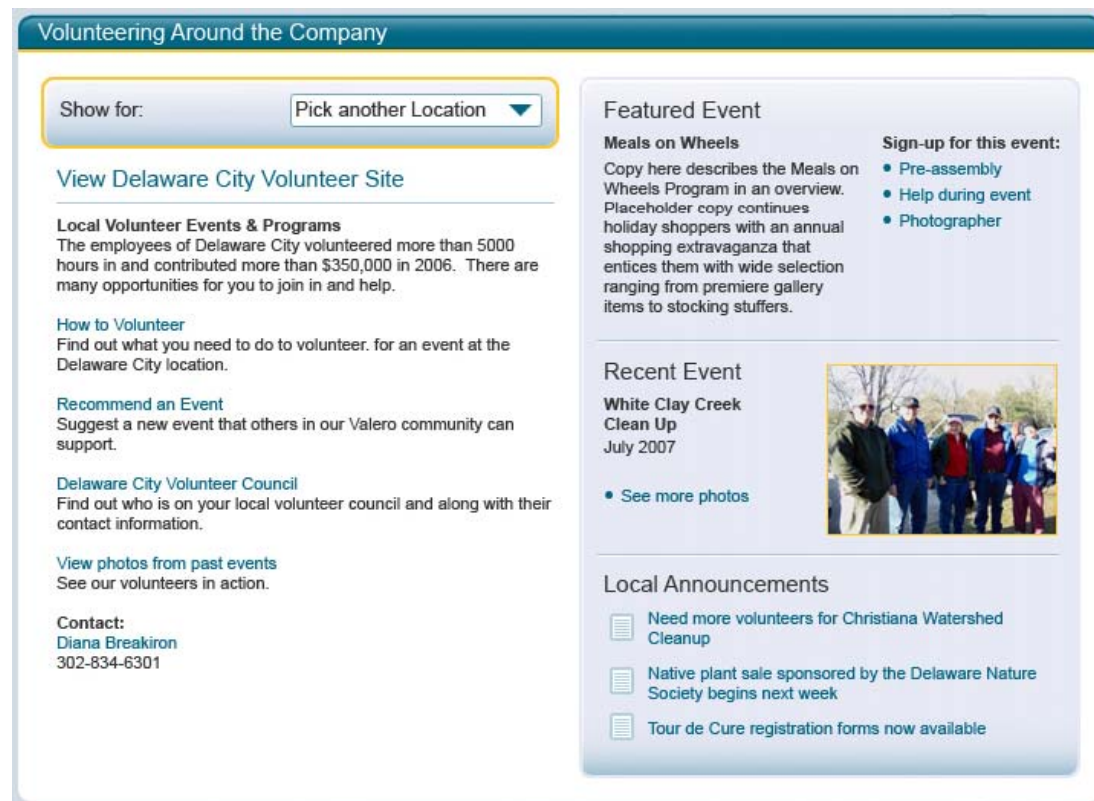 Volunteering Around the Company
Show for:
Pick another Location
View Delaware City Volunteer Site
Local Volunteer Events & Programs
The employees of Delaware City volunteered more than 5000
hours in and contributed more than $350,000 in 2006. There are
many opportunities for you to join in and help.
How to Volunteer
Find out what you need to do to volunteer. for an event at the
Delaware City location.
Recommend an Event
Suggest a new event that others in our Valero community can
support.
Delaware City Volunteer Council
Find out who is on your local volunteer council and along with their
contact information.
View photos from past events
See our volunteers in action.
Contact:
Diana Breakiron
302-834-6301
Featured Event
Meals on Wheels
Copy here describes the Meals on
Wheels Program in an overview.
Placeholder copy continues
holiday shoppers with an annual
shopping extravaganza that
entices them with wide selection
ranging from premiere gallery
items to stocking stuffers.
Sign-up for this event:
• Pre-assembly
• Help during event
• Photographer
Recent Event
White Clay Creek
Clean Up
July 2007
• See more photos
Local Announcements
Need more volunteers for Christiana Watershed
Cleanup
Native plant sale sponsored by the Delaware Nature
Society begins next week
Tour de Cure registration forms now available